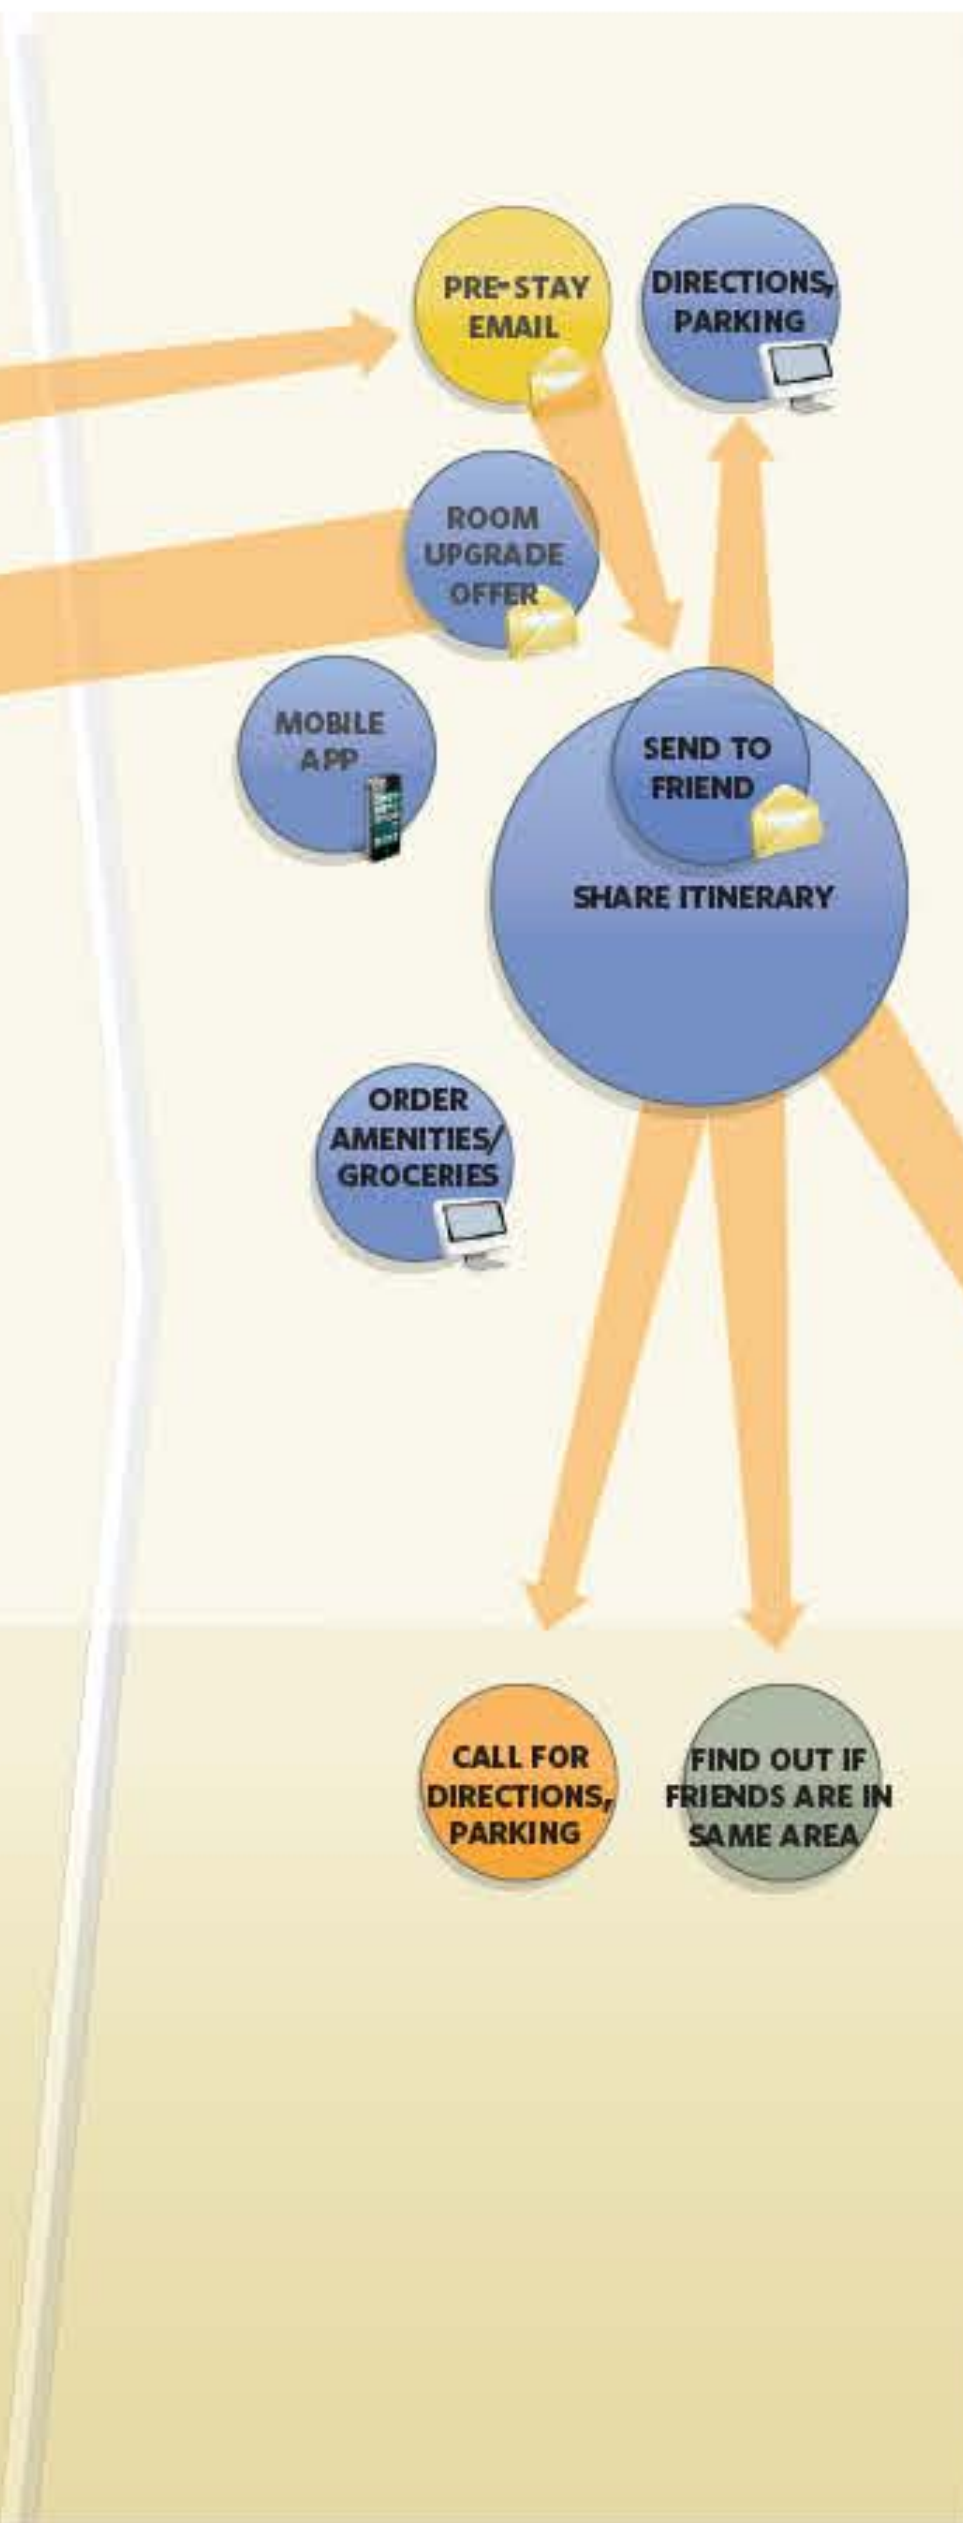 PRE-STAY
EMAIL
DIRECTIONS,
PARKING
ROOM
UPGRADE
OFFER
MOBILE
APP
SEND TO
FRIEND
SHARE ITINERARY
ORDER
AMENITIES/
GROCERIES
CALL FOR
DIRECTIONS,
PARKING
FIND OUT IF
FRIENDS ARE IN
SAME AREA